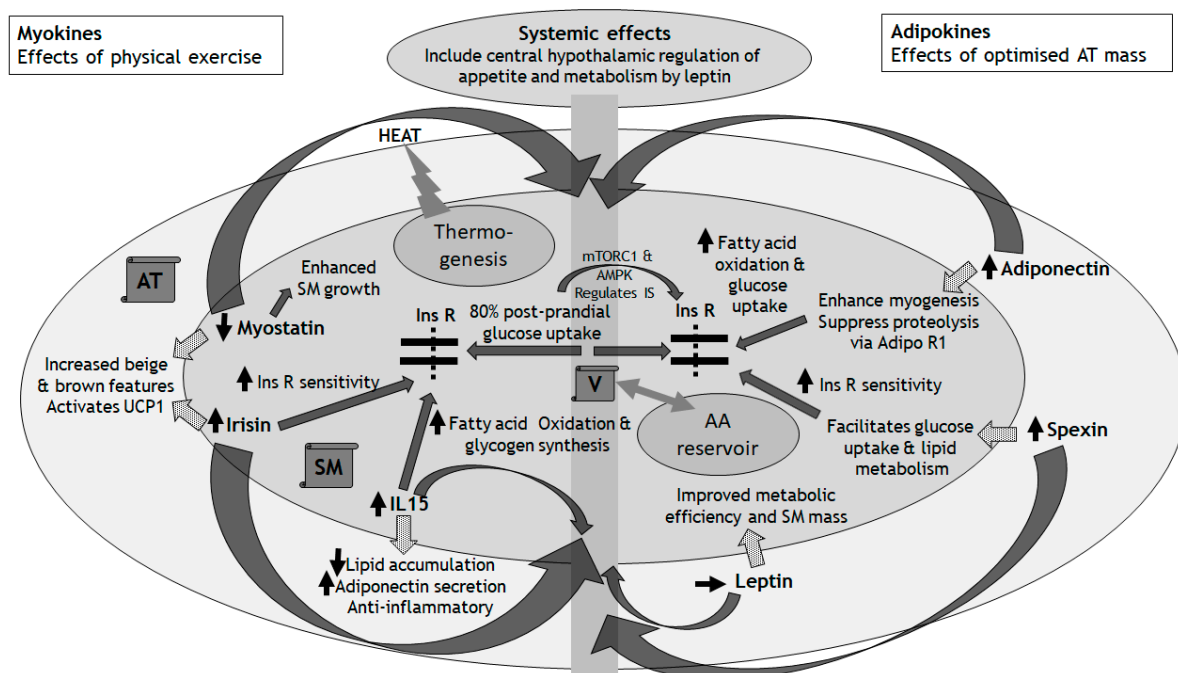 Myokines
Effects of physical exercise
Systemic effects
Include central hypothalamic regulation of
appetite and metabolism by leptin
Adipokines
Effects of optimised AT mass
HEAT
Thermo-
genesis
AT
Enhanced
SM growth
Myostatin
Increased beige
& brown features
Activates UCP1
Ins R sensitivity
Irisin
SM
IL15
Lipid accumulation
Adiponectin secretion
Anti-inflammatory
Ins R
80% post-prandial
glucose uptake
Fatty acid Oxidation &
glycogen synthesis
mTORC1 &
AMPK
Regulates IS
Ins R
V
AA
reservoir
Fatty acid
oxidation &
glucose
uptake
Adiponectin
Enhance myogenesis
Suppress proteolysis
via Adipo R1
Ins R sensitivity
Facilitates glucose
uptake & lipid
metabolism
Spexin
Improved metabolic
efficiency and SM mass
Leptin